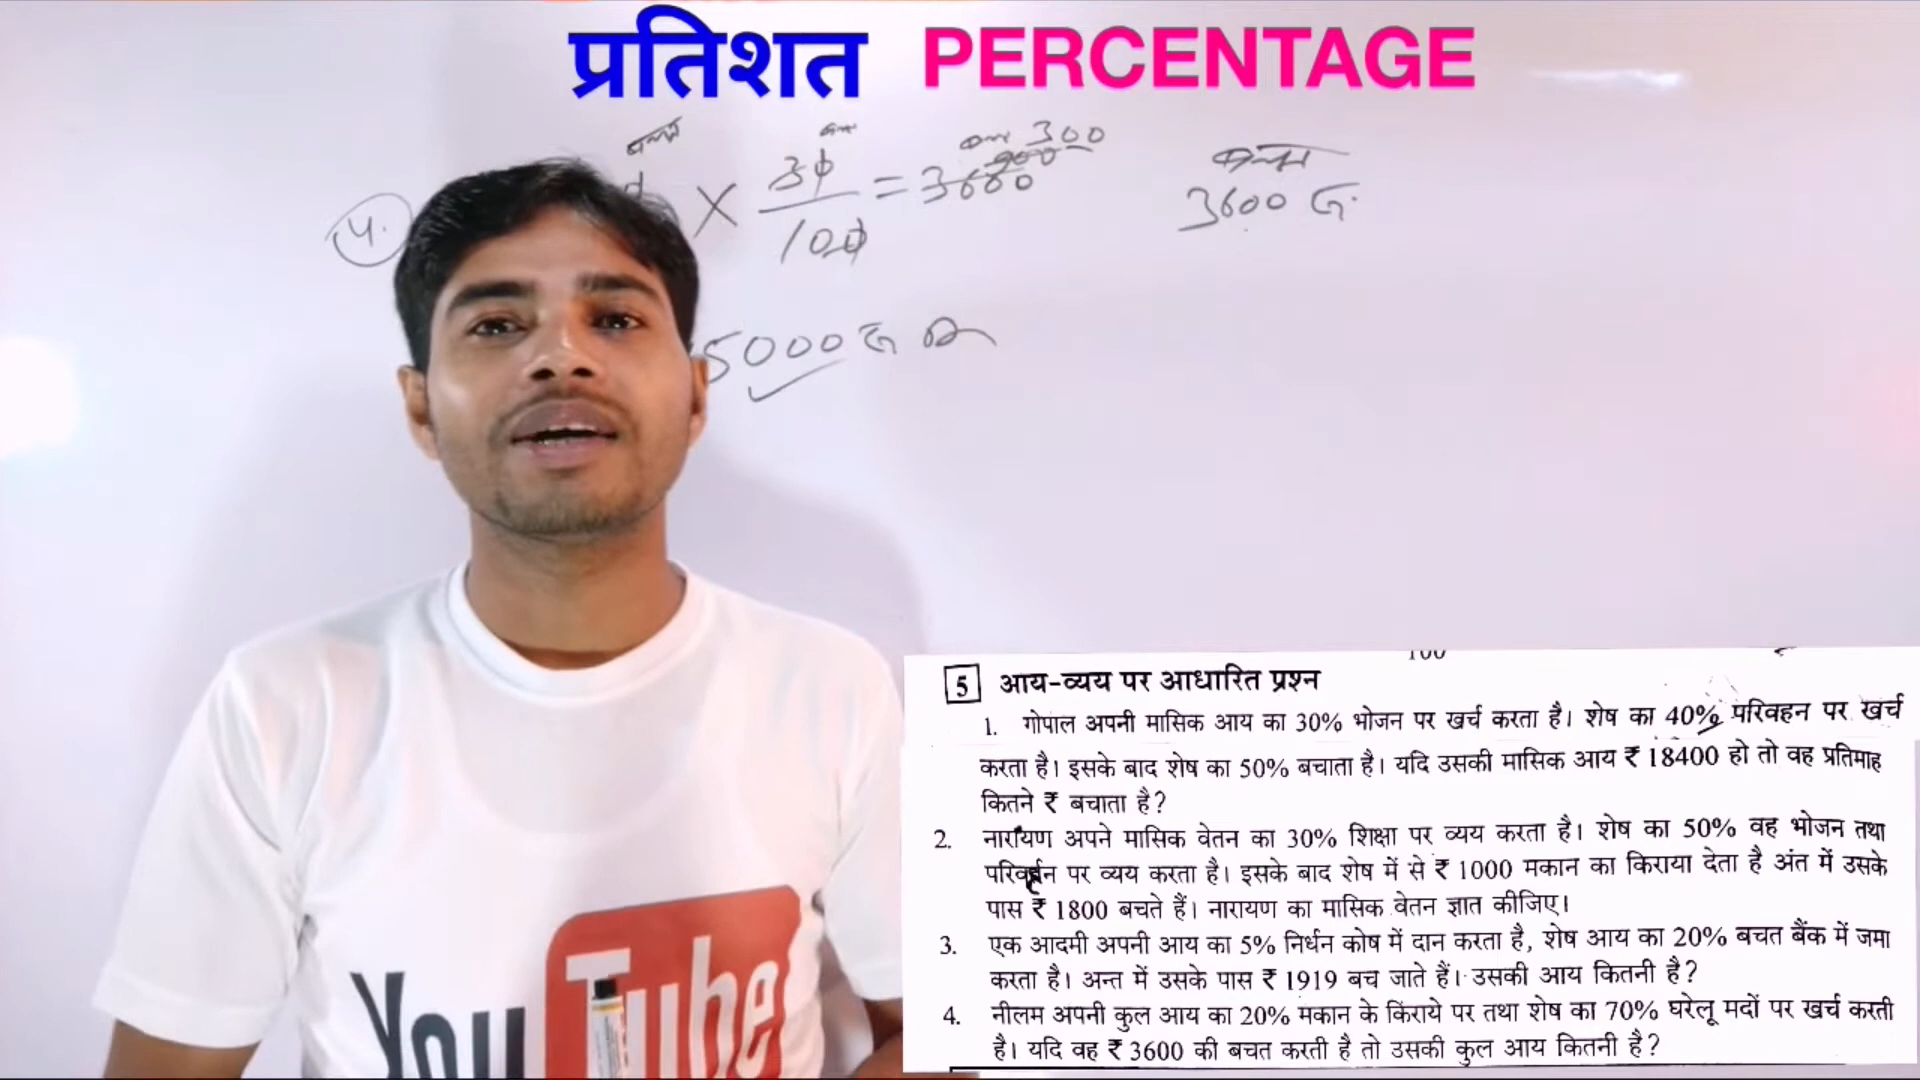 प्रतिशत PERCENTAGE
300
900
4. × 30/100 = 3600
3600 रु.
5000 रु
100
5 आय-व्यय पर आधारित प्रश्न
1. गोपाल अपनी मासिक आय का 30% भोजन पर खर्च करता है। शेष का 40% परिवहन पर खर्च
करता है। इसके बाद शेष का 50% बचाता है। यदि उसकी मासिक आय ₹ 18400 हो तो वह प्रतिमाह
कितने ₹ बचाता है?
2. नारायण अपने मासिक वेतन का 30% शिक्षा पर व्यय करता है। शेष का 50% वह भोजन तथा
पर व्यय करता है। इसके बाद शेष में से ₹ 1000 मकान का किराया देता है अंत में उसके
पास ₹ 1800 बचते हैं। नारायण का मासिक वेतन ज्ञात कीजिए।
3. एक आदमी अपनी आय का 5% निर्धन कोष में दान करता है, शेष आय का 20% बचत बैंक में जमा
करता है। अन्त में उसके पास ₹ 1919 बच जाते हैं। उसकी आय कितनी है?
4. नीलम अपनी कुल आय का 20% मकान के किराये पर तथा शेष का 70% घरेलू मदों पर खर्च करती
है। यदि वह ₹ 3600 की बचत करती है तो उसकी कुल आय कितनी है?
YouTube